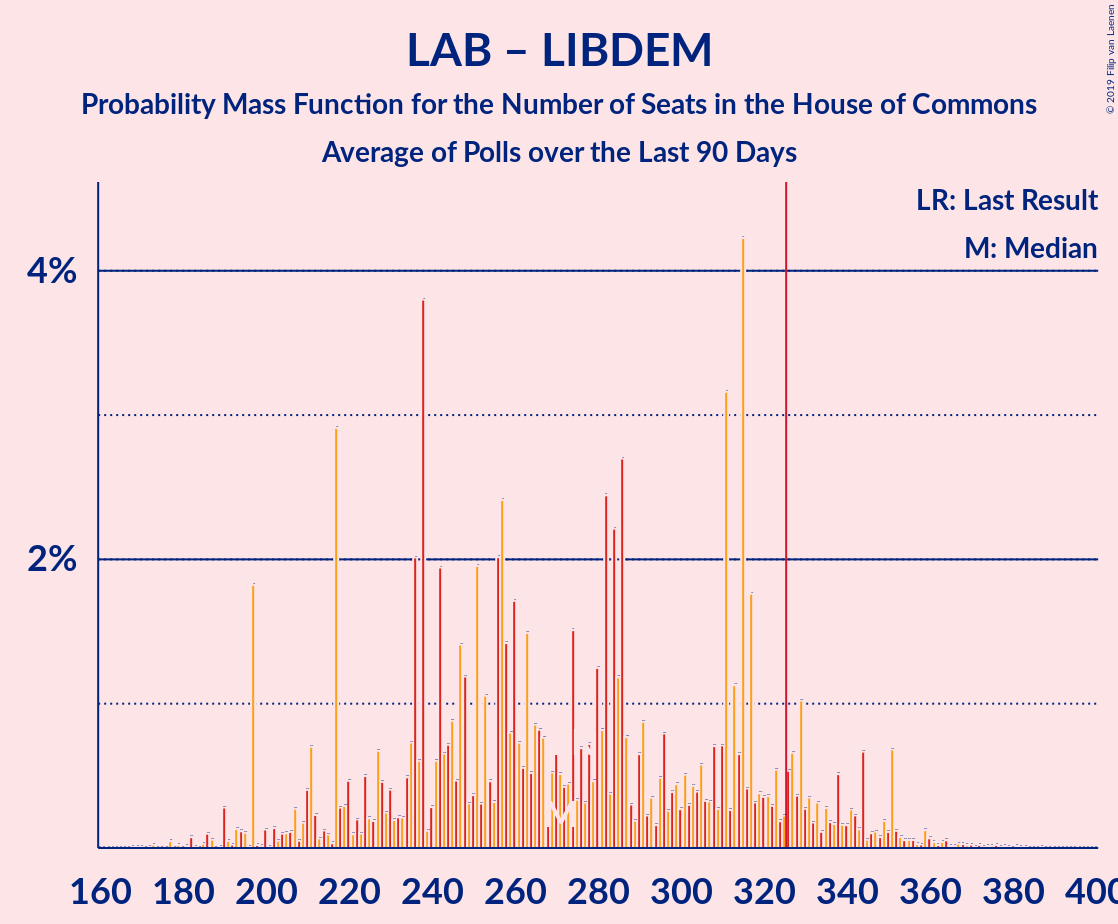 LAB – LIBDEM
Probability Mass Function for the Number of Seats in the House of Commons
Average of Polls over the Last 90 Days
© 2019 Filip van Laenen
LR: Last Result
M: Median
4%
2%
M
160 180 200 220 240 260 280 300 320 340 360 380 400